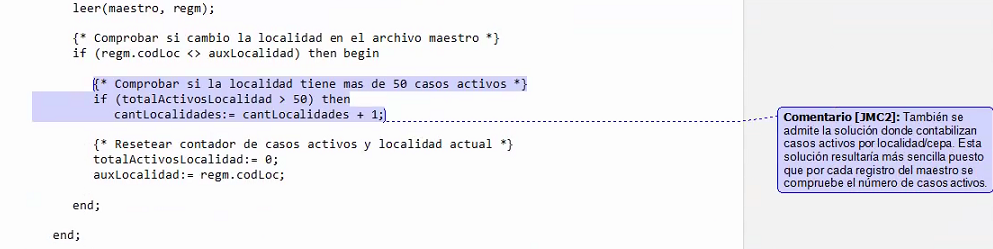 leer(maestro, regm);
{* Comprobar si cambio la localidad en el archivo maestro *}
if (regm.codLoc <> auxLocalidad) then begin
{* Comprobar si la localidad tiene mas de 50 casos activos *}
if (totalActivosLocalidad > 50) then
cantLocalidades:= cantLocalidades + 1;
{* Resetear contador de casos activos y localidad actual *}
totalActivosLocalidad:= 0;
auxLocalidad:= regm.codLoc;
end;
end;
Comentario [JMC2]: También se
admite la solución donde contabilizan
casos activos por localidad/cepa. Esta
solución resultaría más sencilla puesto
que por cada registro del maestro se
compruebe el número de casos activos.